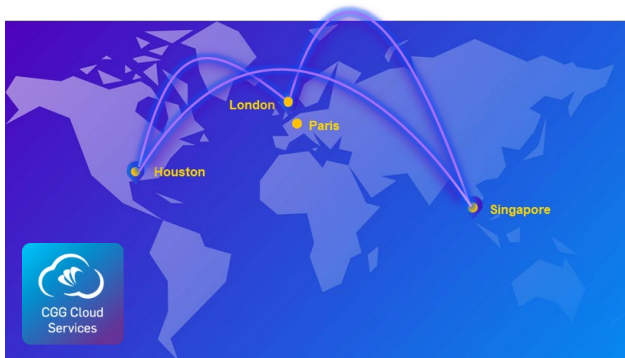 London
Paris
Houston
Singapore
CGG Cloud
Services